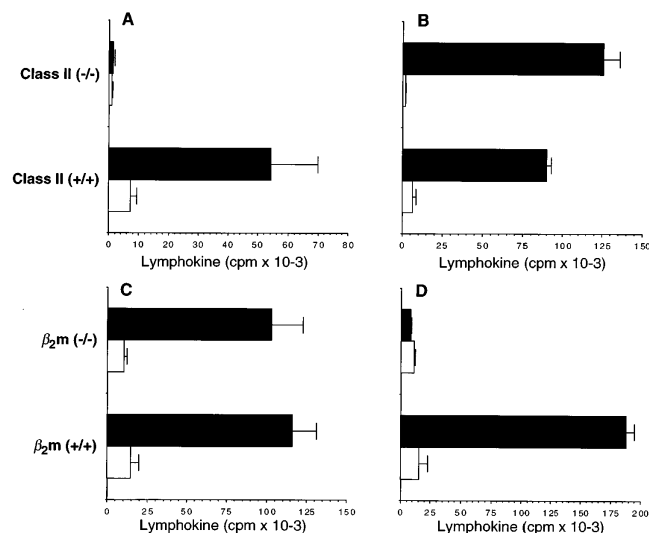 A
B
Class II (-/-)
Class II (+/+)
0 10 20 30 40 50 60 70 80
0 25 50 75 100 125 150
Lymphokine (cpm x 10-3)
Lymphokine (cpm x 10-3)
C
D
β2m (-/-)
β2m (+/+)
0 25 50 75 100 125 150
0 25 50 75 100 125 150 175 200
Lymphokine (cpm x 10-3)
Lymphokine (cpm x 10-3)